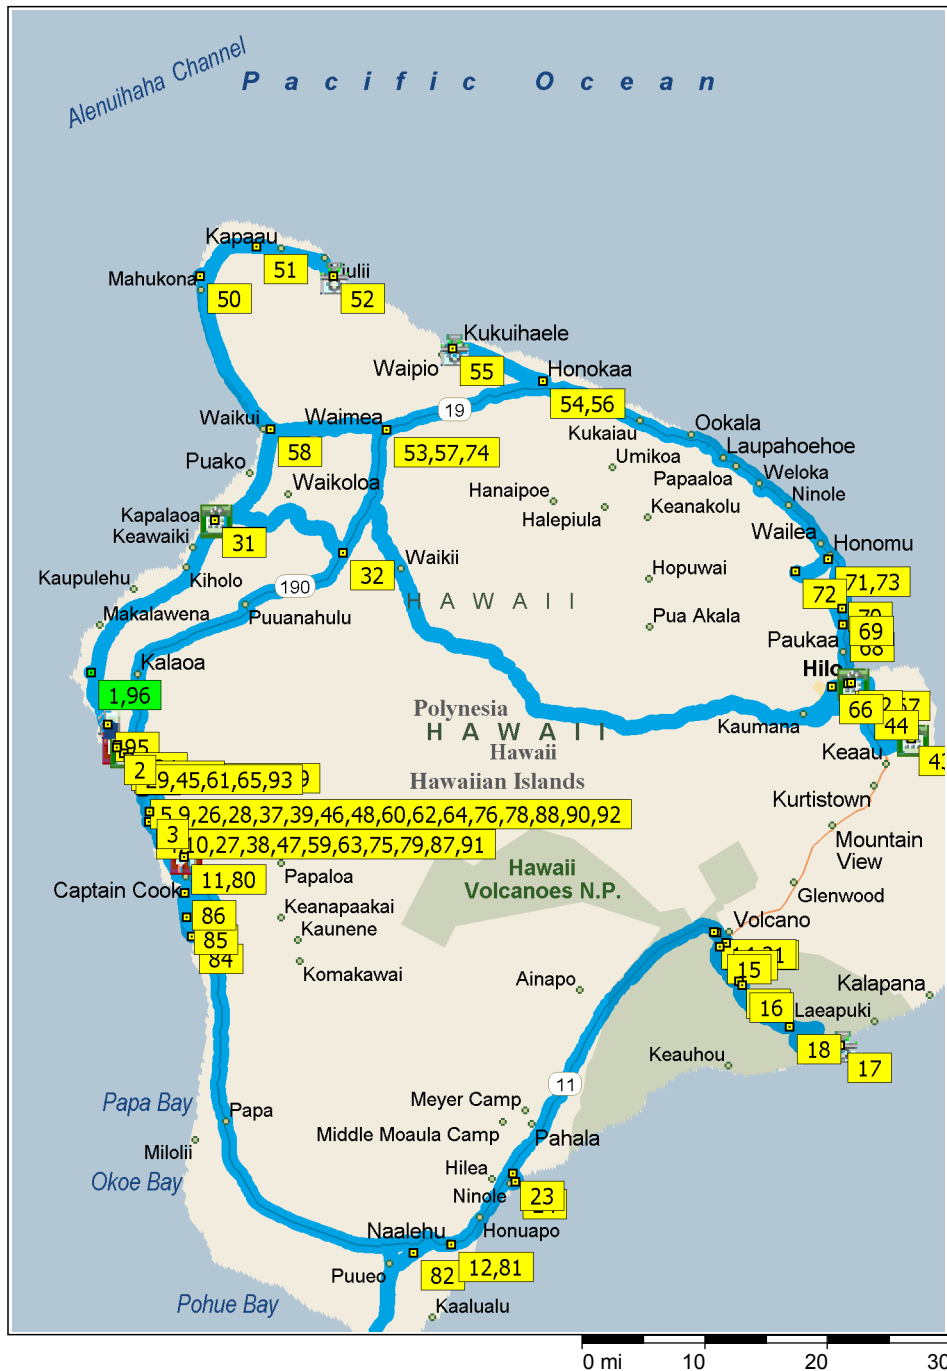 Alenuihaha Channel
Pacific Ocean
Kapaau
51
Mahukona
50
52
Kukuihaele
Waipio
55
Honokaa
54,56
19
Waikui
Waimea
58
53,57,74
Kukaiau
Ookala
Laupahoehoe
Puako
Umikoa
Papaaloa
Weloka
Waikoloa
Hanaipoe
Ninole
Halepiula
Keanakolu
Kapalaoa
31
Keawaiki
Wailea
Honomu
32
Waikii
Kaupulehu
Kiholo
190
Hopuwai
71,73
72
HAWAII
Makalawena
Puuanahulu
Pua Akala
69
Paukaa
68
Kalaoa
Hilo
1,96
Polynesia
66
HAWAII
Kaumana
44
95
Hawaii
Keaau
43
2
Hawaiian Islands
29,45,61,65,93
Kurtistown
5,9,26,28,37,39,46,48,60,62,64,76,78,88,90,92
3
Mountain
View
10,27,38,47,59,63,75,79,87,91
Papaloa
Hawaii
Volcanoes N.P.
11,80
Captain Cook
Glenwood
Keanapaakai
86
Volcano
Kaunene
85
84
Komakawai
15
Ainapo
Kalapana
16
Laeapuki
18
Keauhou
17
11
Papa Bay
Papa
Meyer Camp
Middle Moaula Camp
Pahala
Milolii
Okoe Bay
Hilea
Ninole
23
Honuapo
Naalehu
Puueo
82
12,81
Pohue Bay
Kaalualu
0 mi 10 20 30